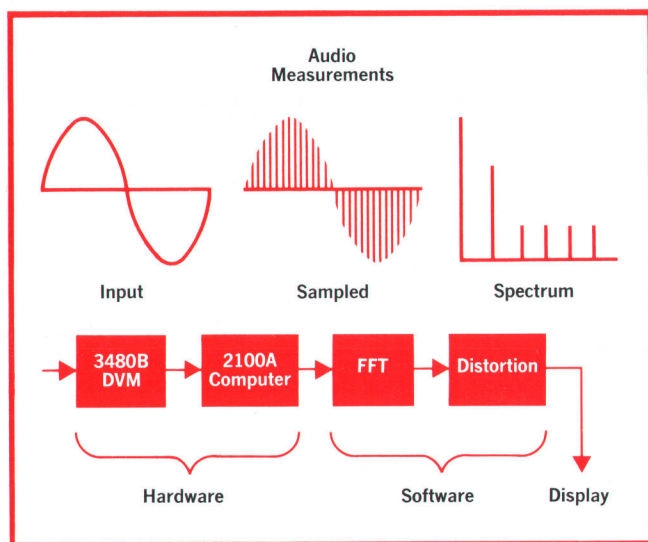 Audio
Measurements
Input
Sampled
Spectrum
3480B
DVM
2100A
Computer
FFT
Distortion
Hardware
Software
Display